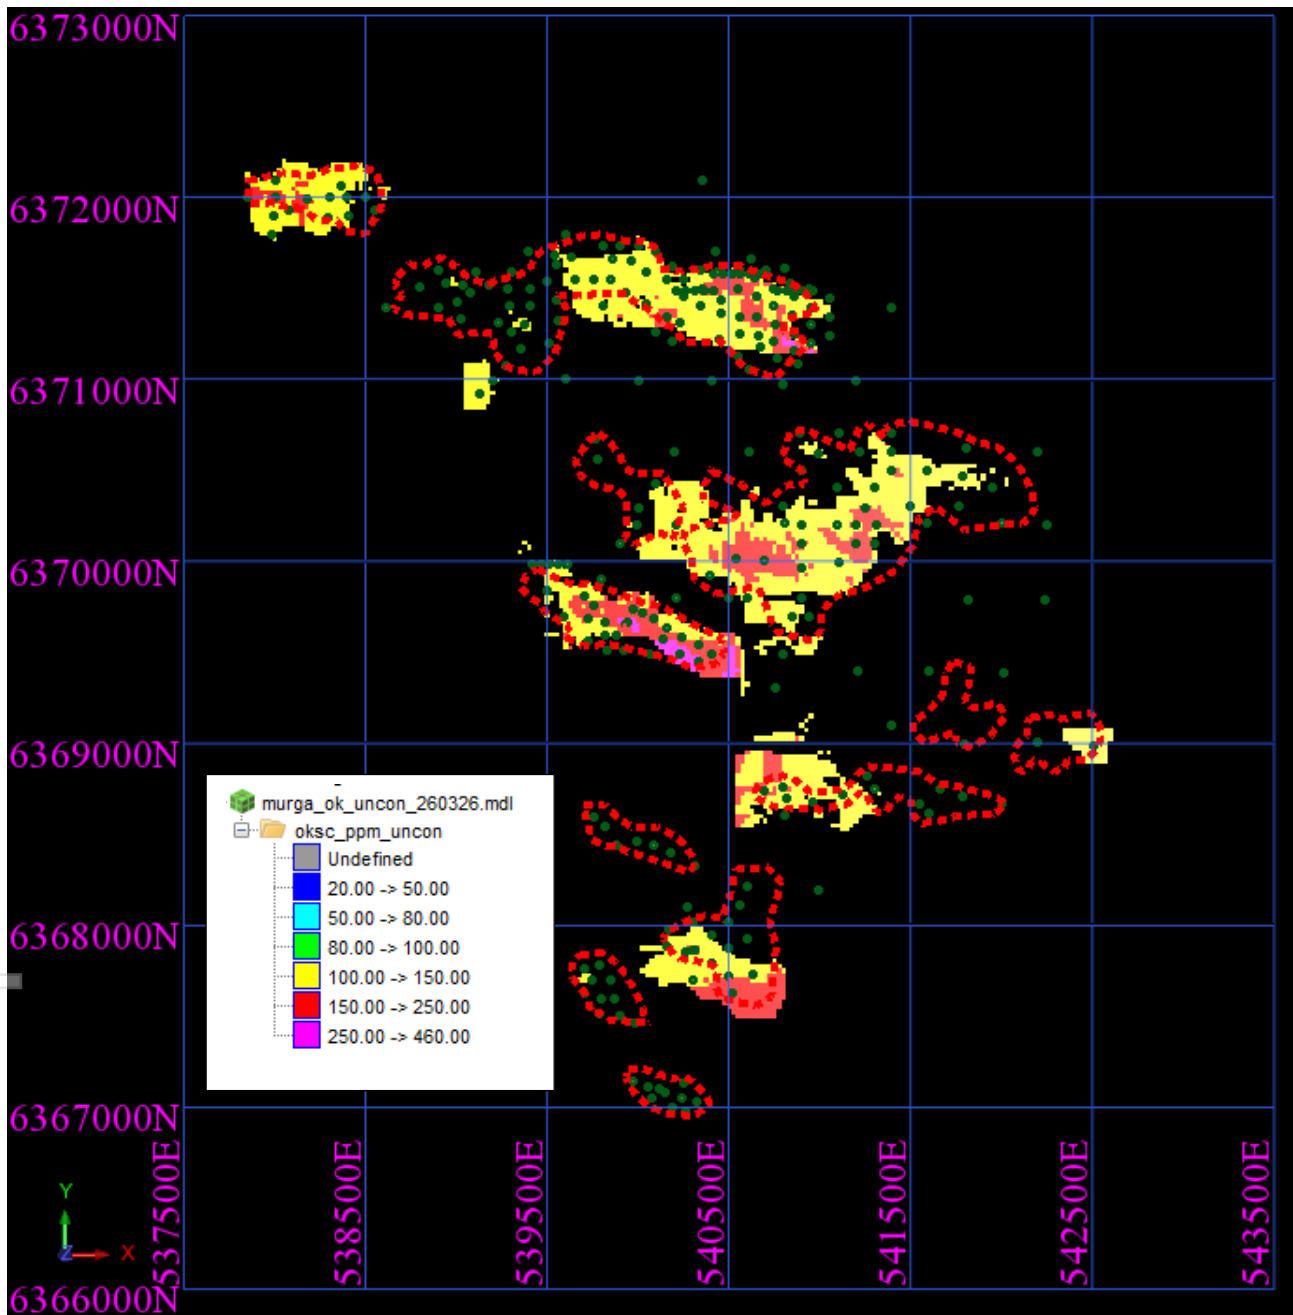 6373000N
6372000N
6371000N
6370000N
6369000N
murga_ok_uncon_260326.mdl
oksc_ppm_uncon
Undefined
20.00 -> 50.00
50.00 -> 80.00
80.00 -> 100.00
100.00 -> 150.00
150.00 -> 250.00
250.00 -> 460.00
6368000N
6367000N
6366000N
537500E
538500E
539500E
540500E
541500E
542500E
543500E
Y
Z
X